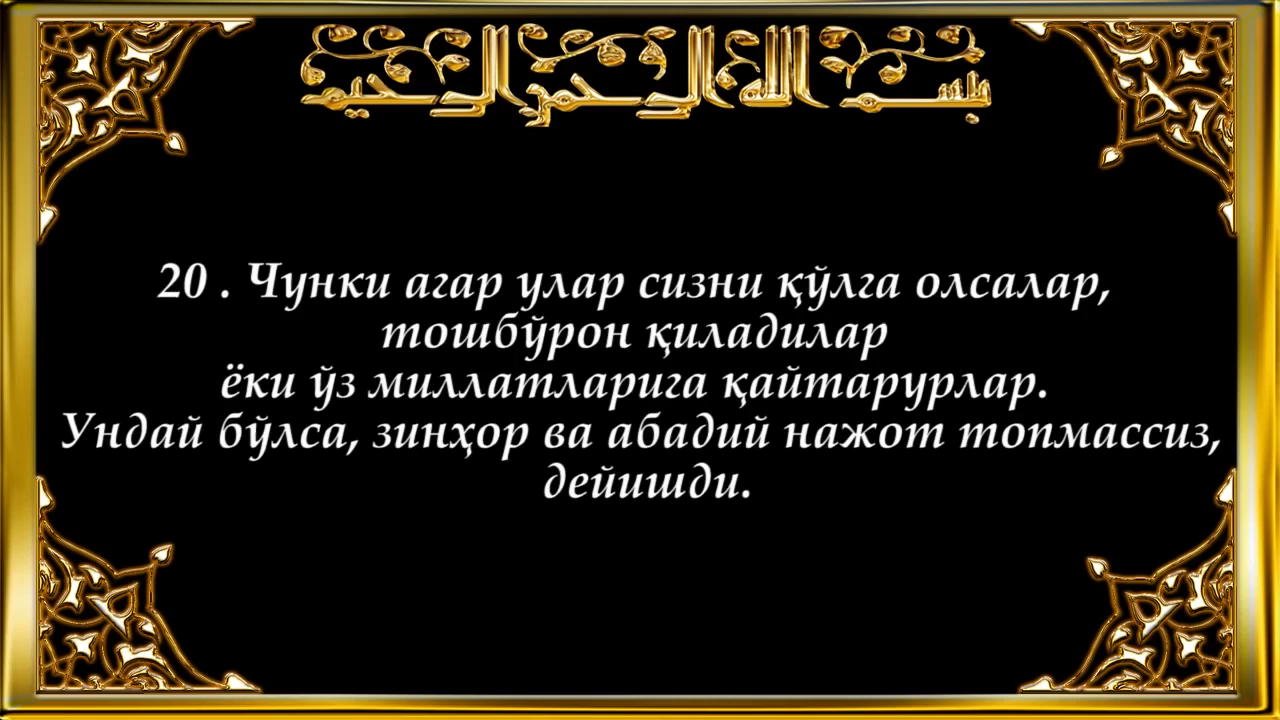 بسم الله الرحمن الرحيم
20 . Чунки агар улар сизни қўлга олсалар,
тошбўрон қиладилар
ёки ўз миллатларига қайтарурлар.
Ундай бўлса, зинҳор ва абадий нажот топмассиз,
дейишди.